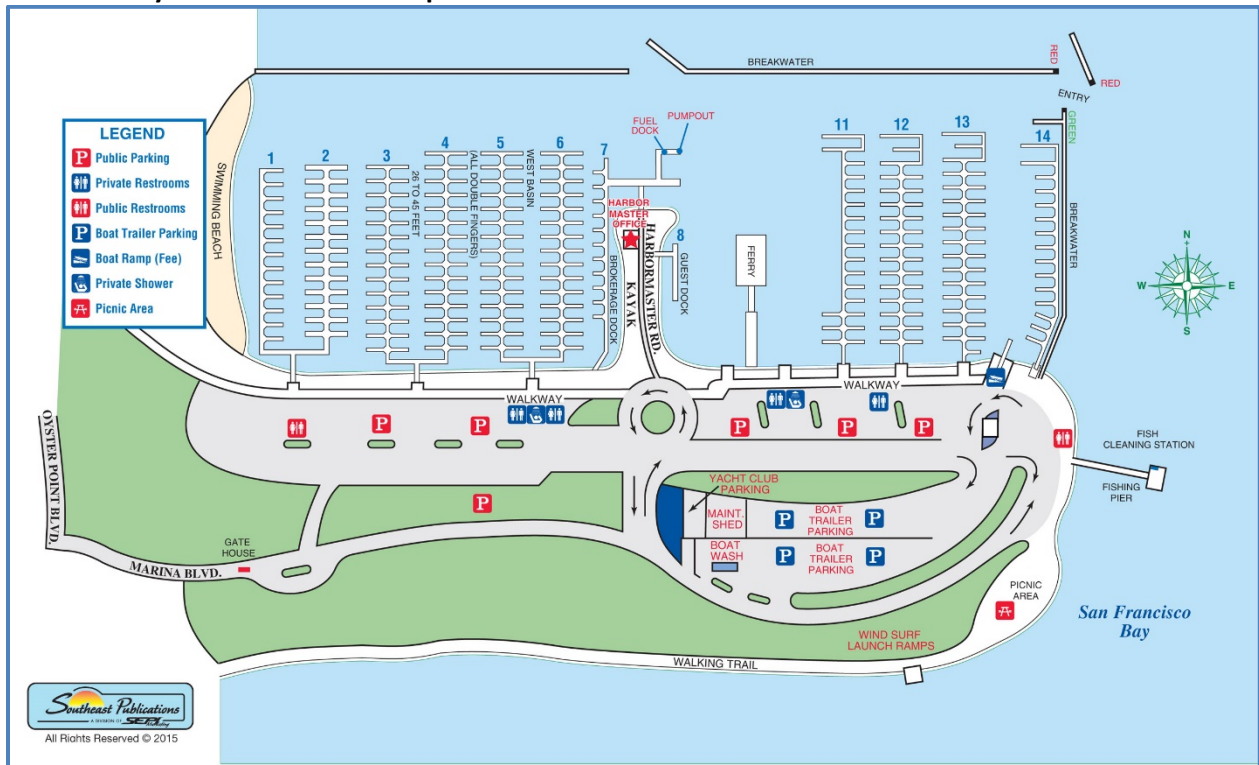 LEGEND
Public Parking
Private Restrooms
Public Restrooms
Boat Trailer Parking
Boat Ramp (Fee)
Private Shower
Picnic Area
BREAKWATER
RED
RED
ENTRY
GREEN
BREAKWATER
SWIMMING BEACH
1
2
3
26 TO 45 FEET
4
(ALL DOUBLE FINGERS)
5
WEST BASIN
6
7
BROKERAGE DOCK
FUEL
DOCK
PUMPOUT
HARBOR
MASTER
OFFICE
HARBORMASTER RD.
KAYAK
8
GUEST DOCK
FERRY
11
12
13
14
N
W
E
S
WALKWAY
WALKWAY
P
P
P
P
P
P
P
OYSTER POINT BLVD.
GATE
HOUSE
MARINA BLVD.
YACHT CLUB
PARKING
MAINT.
SHED
P
BOAT
TRAILER
PARKING
P
BOAT
WASH
P
BOAT
TRAILER
PARKING
P
FISH
CLEANING STATION
FISHING
PIER
PICNIC
AREA
San Francisco
Bay
WIND SURF
LAUNCH RAMPS
WALKING TRAIL
Southeast Publications
A DIVISION OF SEPI Marketing
All Rights Reserved © 2015